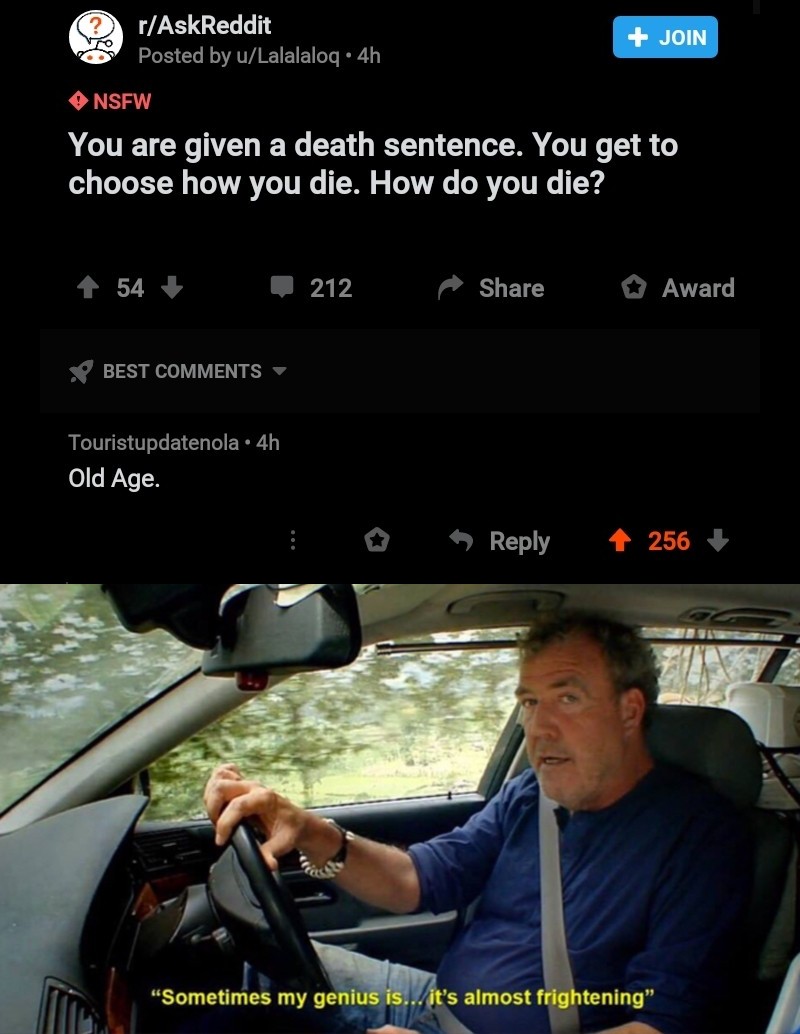 r/AskReddit
JOIN
Posted by u/Lalalaloq • 4h
NSFW
You are given a death sentence. You get to
choose how you die. How do you die?
54 212 Share Award
BEST COMMENTS
Touristupdatenola • 4h
Old Age.
Reply 256
“Sometimes my genius is... it’s almost frightening”